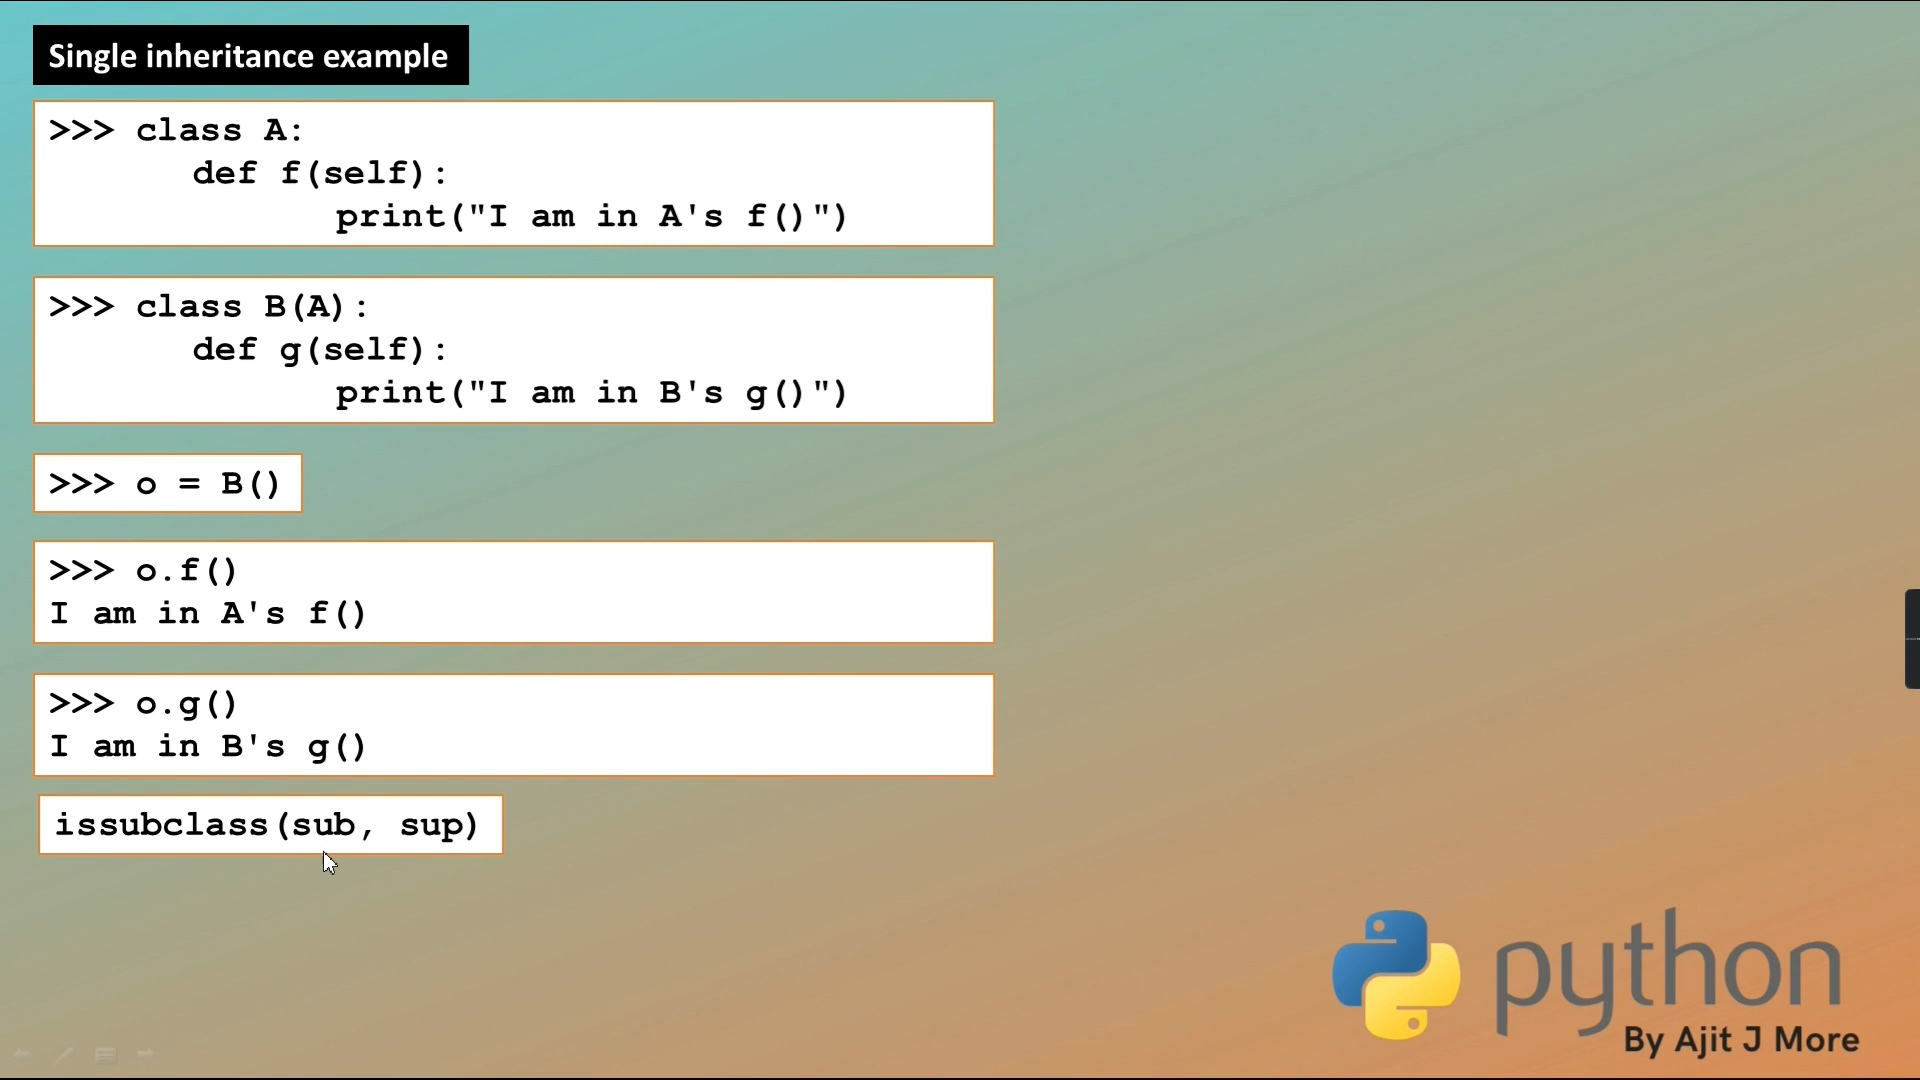 Single inheritance example
>>> class A:
def f(self):
print("I am in A's f()")
>>> class B(A):
def g(self):
print("I am in B's g()")
>>> o = B()
>>> o.f()
I am in A's f()
>>> o.g()
I am in B's g()
issubclass(sub, sup)
python
By Ajit J More